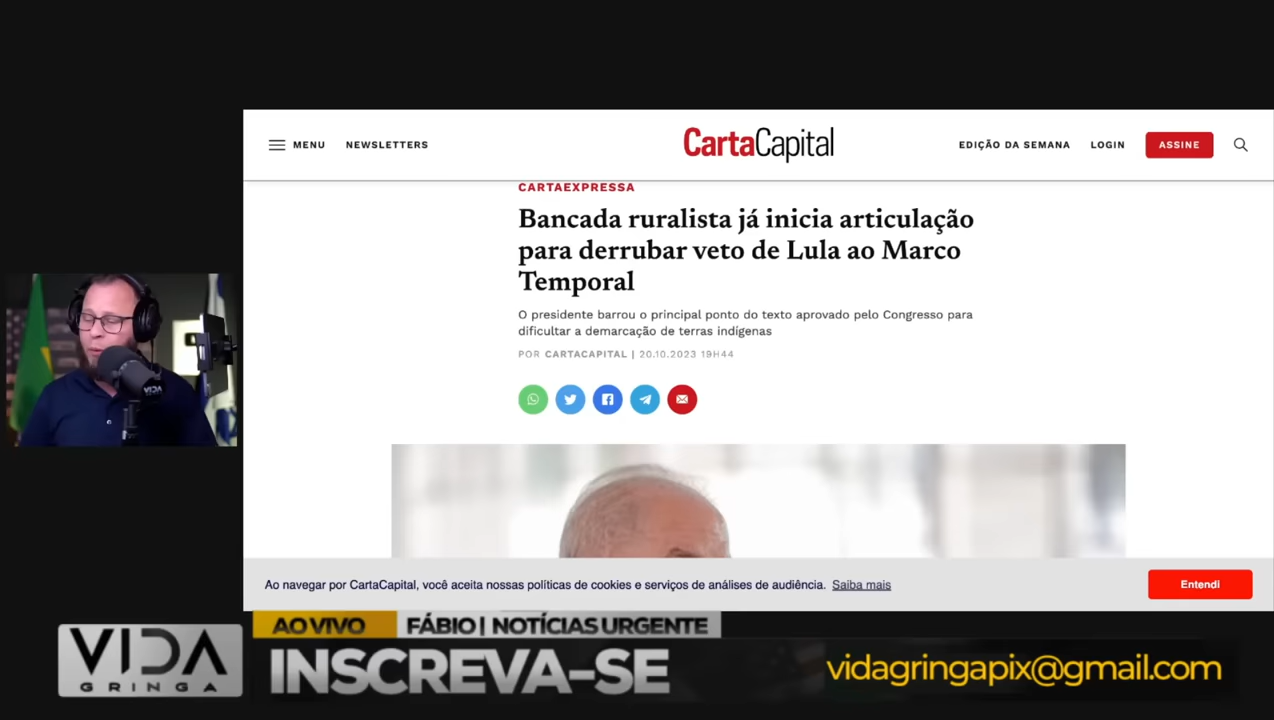 MENU
NEWSLETTERS
CartaCapital
EDIÇÃO DA SEMANA
LOGIN
ASSINE
CARTAEXPRESSA
Bancada ruralista já inicia articulação
para derrubar veto de Lula ao Marco
Temporal
O presidente barrou o principal ponto do texto aprovado pelo Congresso para
dificultar a demarcação de terras indígenas
POR CARTACAPITAL | 20.10.2023 19H44
VIDA
Ao navegar por CartaCapital, você aceita nossas políticas de cookies e serviços de análises de audiência. Saiba mais
Entendi
AO VIVO
FÁBIO | NOTÍCIAS URGENTE
VIDA
GRINGA
INSCREVA-SE
vidagringapix@gmail.com